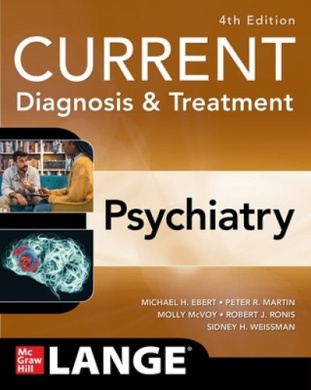 4th Edition
CURRENT
Diagnosis & Treatment
Psychiatry
MICHAEL H. EBERT • PETER R. MARTIN
MOLLY McVOY • ROBERT J. RONIS
SIDNEY H. WEISSMAN
Mc
Graw
Hill
LANGE®